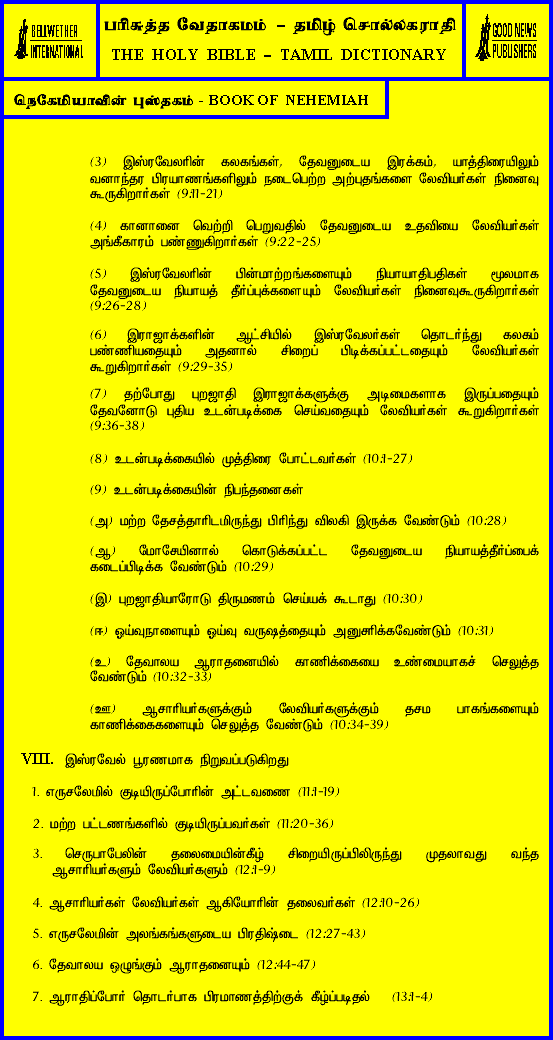 BELLWETHER
INTERNATIONAL
பரிசுத்த வேதாகமம் – தமிழ் சொல்லகராதி
THE HOLY BIBLE – TAMIL DICTIONARY
GOOD NEWS
PUBLISHERS
நெகேமியாவின் புஸ்தகம் - BOOK OF NEHEMIAH
(3) இஸ்ரவேலரின் கலகங்கள், தேவனுடைய இரக்கம், யாத்திரையிலும்
வனாந்தர பிரயாணங்களிலும் நடைபெற்ற அற்புதங்களை லேவியர்கள் நினைவு
கூருகிறார்கள் (9:11-21)
(4) கானானை வெற்றி பெறுவதில் தேவனுடைய உதவியை லேவியர்கள்
அங்கீகாரம் பண்ணுகிறார்கள் (9:22-25)
(5) இஸ்ரவேலரின் பின்மாற்றங்களையும் நியாயாதிபதிகள் மூலமாக
தேவனுடைய நியாயத் தீர்ப்புக்களையும் லேவியர்கள் நினைவுகூருகிறார்கள்
(9:26-28)
(6) இராஜாக்களின் ஆட்சியில் இஸ்ரவேலர்கள் தொடர்ந்து கலகம்
பண்ணியதையும் அதனால் சிறைப் பிடிக்கப்பட்டதையும் லேவியர்கள்
கூறுகிறார்கள் (9:29-35)
(7) தற்போது புறஜாதி இராஜாக்களுக்கு அடிமைகளாக இருப்பதையும்
தேவனோடு புதிய உடன்படிக்கை செய்வதையும் லேவியர்கள் கூறுகிறார்கள்
(9:36-38)
(8) உடன்படிக்கையில் முத்திரை போட்டவர்கள் (10:1-27)
(9) உடன்படிக்கையின் நிபந்தனைகள்
(அ) மற்ற தேசத்தாரிடமிருந்து பிரிந்து விலகி இருக்க வேண்டும் (10:28)
(ஆ) மோசேயினால் கொடுக்கப்பட்ட தேவனுடைய நியாயத்தீர்ப்பைக்
கடைப்பிடிக்க வேண்டும் (10:29)
(இ) புறஜாதியாரோடு திருமணம் செய்யக் கூடாது (10:30)
(ஈ) ஓய்வுநாளையும் ஓய்வு வருஷத்தையும் அனுசரிக்கவேண்டும் (10:31)
(உ) தேவாலய ஆராதனையில் காணிக்கையை உண்மையாகச் செலுத்த
வேண்டும் (10:32-33)
(ஊ) ஆசாரியர்களுக்கும் லேவியர்களுக்கும் தசம பாகங்களையும்
காணிக்கைகளையும் செலுத்த வேண்டும் (10:34-39)
VIII. இஸ்ரவேல் பூரணமாக நிறுவப்படுகிறது
1. எருசலேமில் குடியிருப்போரின் அட்டவணை (11:1-19)
2. மற்ற பட்டணங்களில் குடியிருப்பவர்கள் (11:20-36)
3. செருபாபேலின் தலைமையின்கீழ் சிறையிருப்பிலிருந்து முதலாவது வந்த
ஆசாரியர்களும் லேவியர்களும் (12:1-9)
4. ஆசாரியர்கள் லேவியர்கள் ஆகியோரின் தலைவர்கள் (12:10-26)
5. எருசலேமின் அலங்கங்களுடைய பிரதிஷ்டை (12:27-43)
6. தேவாலய ஒழுங்கும் ஆராதனையும் (12:44-47)
7. ஆராதிப்போர் தொடர்பாக பிரமாணத்திற்குக் கீழ்ப்படிதல் (13:1-4)